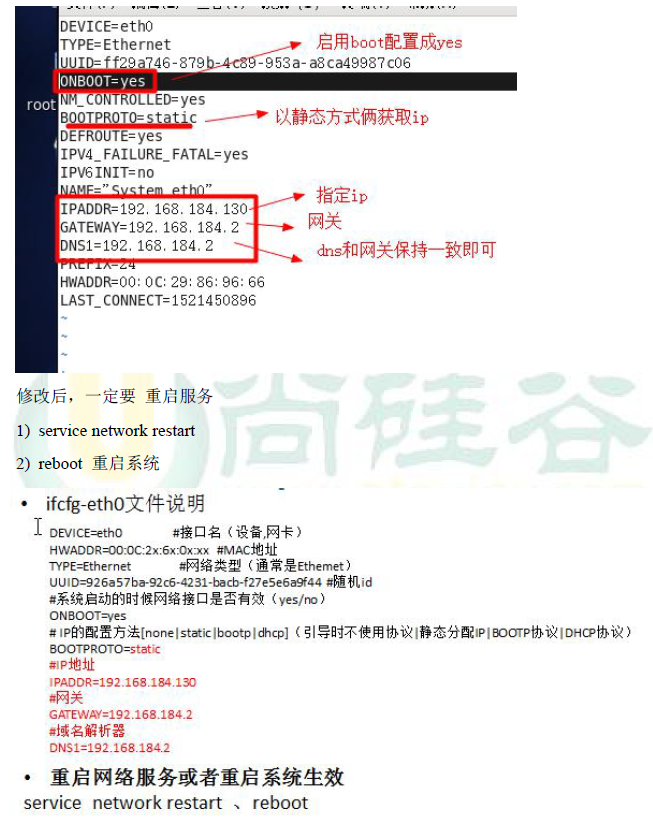 DEVICE=eth0
TYPE=Ethernet
启用boot配置成yes
UUID=ff29a746-879b-4c89-953a-a8ca49987c06
ONBOOT=yes
NM_CONTROLLED=yes
root
BOOTPROTO=static
以静态方式俩获取ip
DEFROUTE=yes
IPV4_FAILURE_FATAL=yes
IPV6INIT=no
NAME="System eth0"
指定ip
IPADDR=192.168.184.130
网关
GATEWAY=192.168.184.2
DNS1=192.168.184.2
dns和网关保持一致即可
PREFIX=24
HWADDR=00:0C:29:86:96:66
LAST_CONNECT=1521450896
~
~
~
修改后，一定要 重启服务
1) service network restart
2) reboot 重启系统
尚硅谷
• ifcfg-eth0文件说明
DEVICE=eth0 #接口名（设备,网卡）
HWADDR=00:0C:2x:6x:0x:xx #MAC地址
TYPE=Ethernet #网络类型（通常是Ethemet）
UUID=926a57ba-92c6-4231-bacb-f27e5e6a9f44 #随机id
#系统启动的时候网络接口是否有效（yes/no）
ONBOOT=yes
# IP的配置方法[none|static|bootp|dhcp]（引导时不使用协议|静态分配IP|BOOTP协议|DHCP协议）
BOOTPROTO=static
#IP地址
IPADDR=192.168.184.130
#网关
GATEWAY=192.168.184.2
#域名解析器
DNS1=192.168.184.2
• 重启网络服务或者重启系统生效
service network restart 、reboot